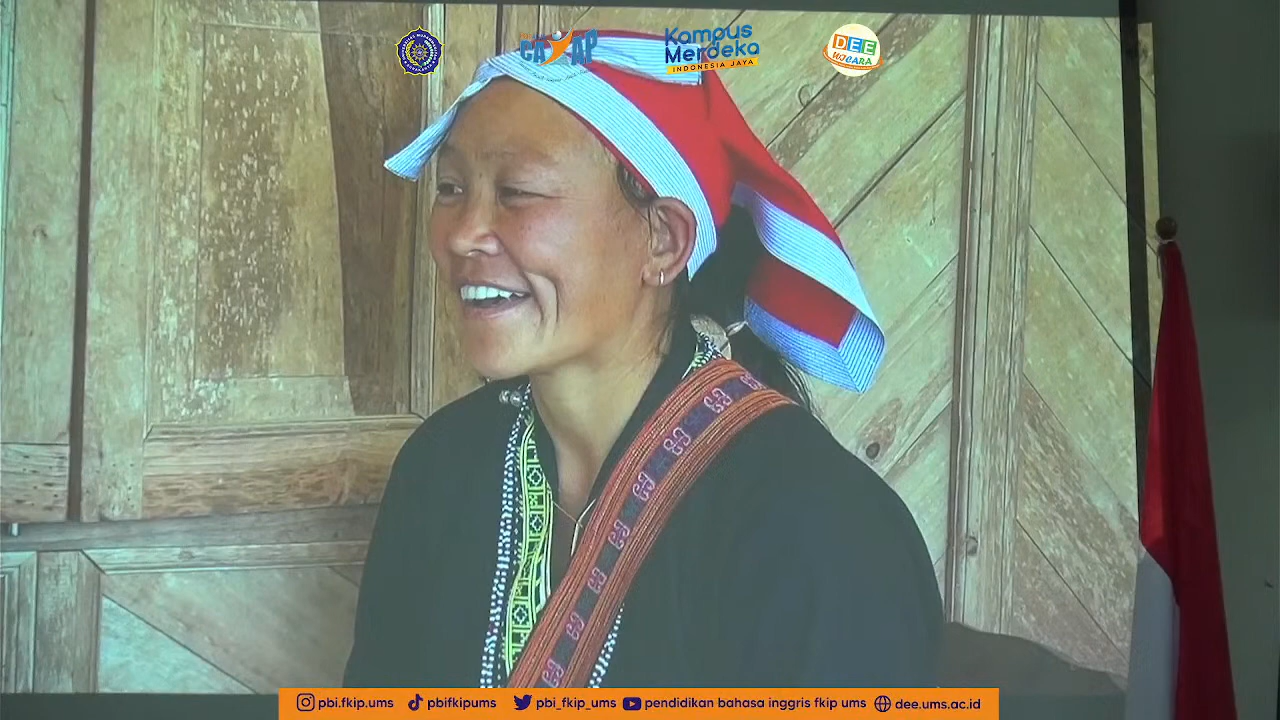 CAKAP
Kampus
Merdeka
INDONESIA JAYA
DEE
WICARA
pbi.fkip.ums
pbifkipums
pbi_fkip_ums
pendidikan bahasa inggris fkip ums
dee.ums.ac.id